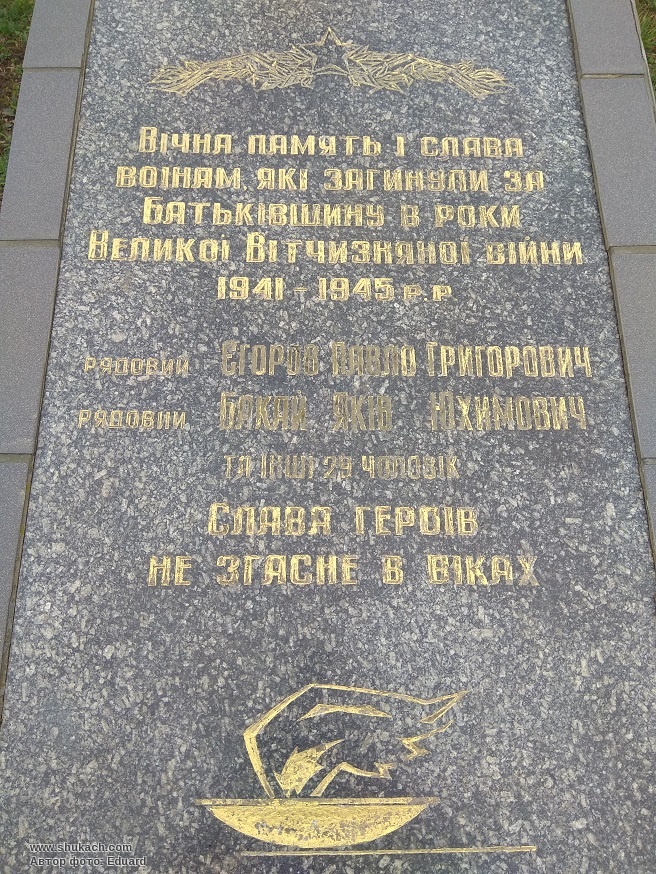 Вічна память і слава
воїнам, які загинули за
Батьківщину в роки
Великої Вітчизняної війни
1941 - 1945 р.р
рядовий Єгоров Павло Григорович
рядовий Бакай Яків Юхимович
та інші 29 чоловік
Слава героїв
не згасне в віках
www.shukach.com
Автор фото- Eduard